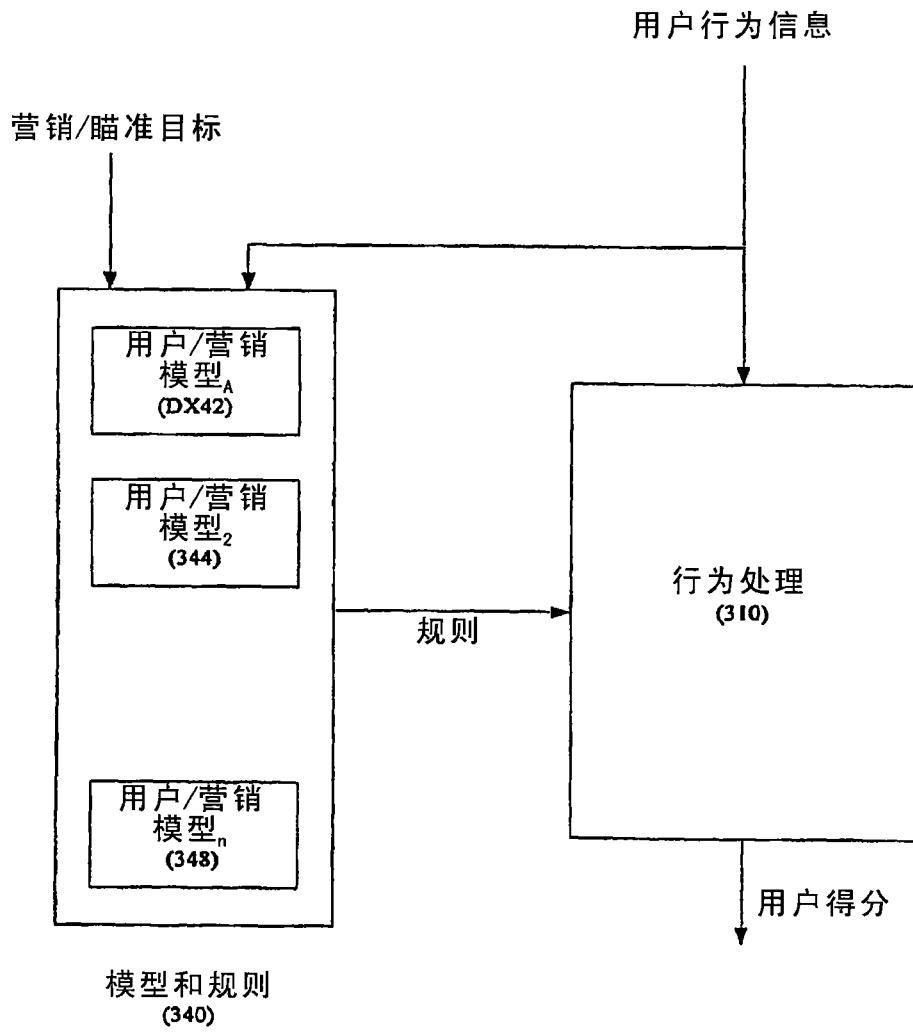 用户行为信息
营销/瞄准目标
用户/营销
模型A
(DX42)
用户/营销
模型2
(344)
行为处理
(310)
规则
用户/营销
模型n
(348)
用户得分
模型和规则
(340)